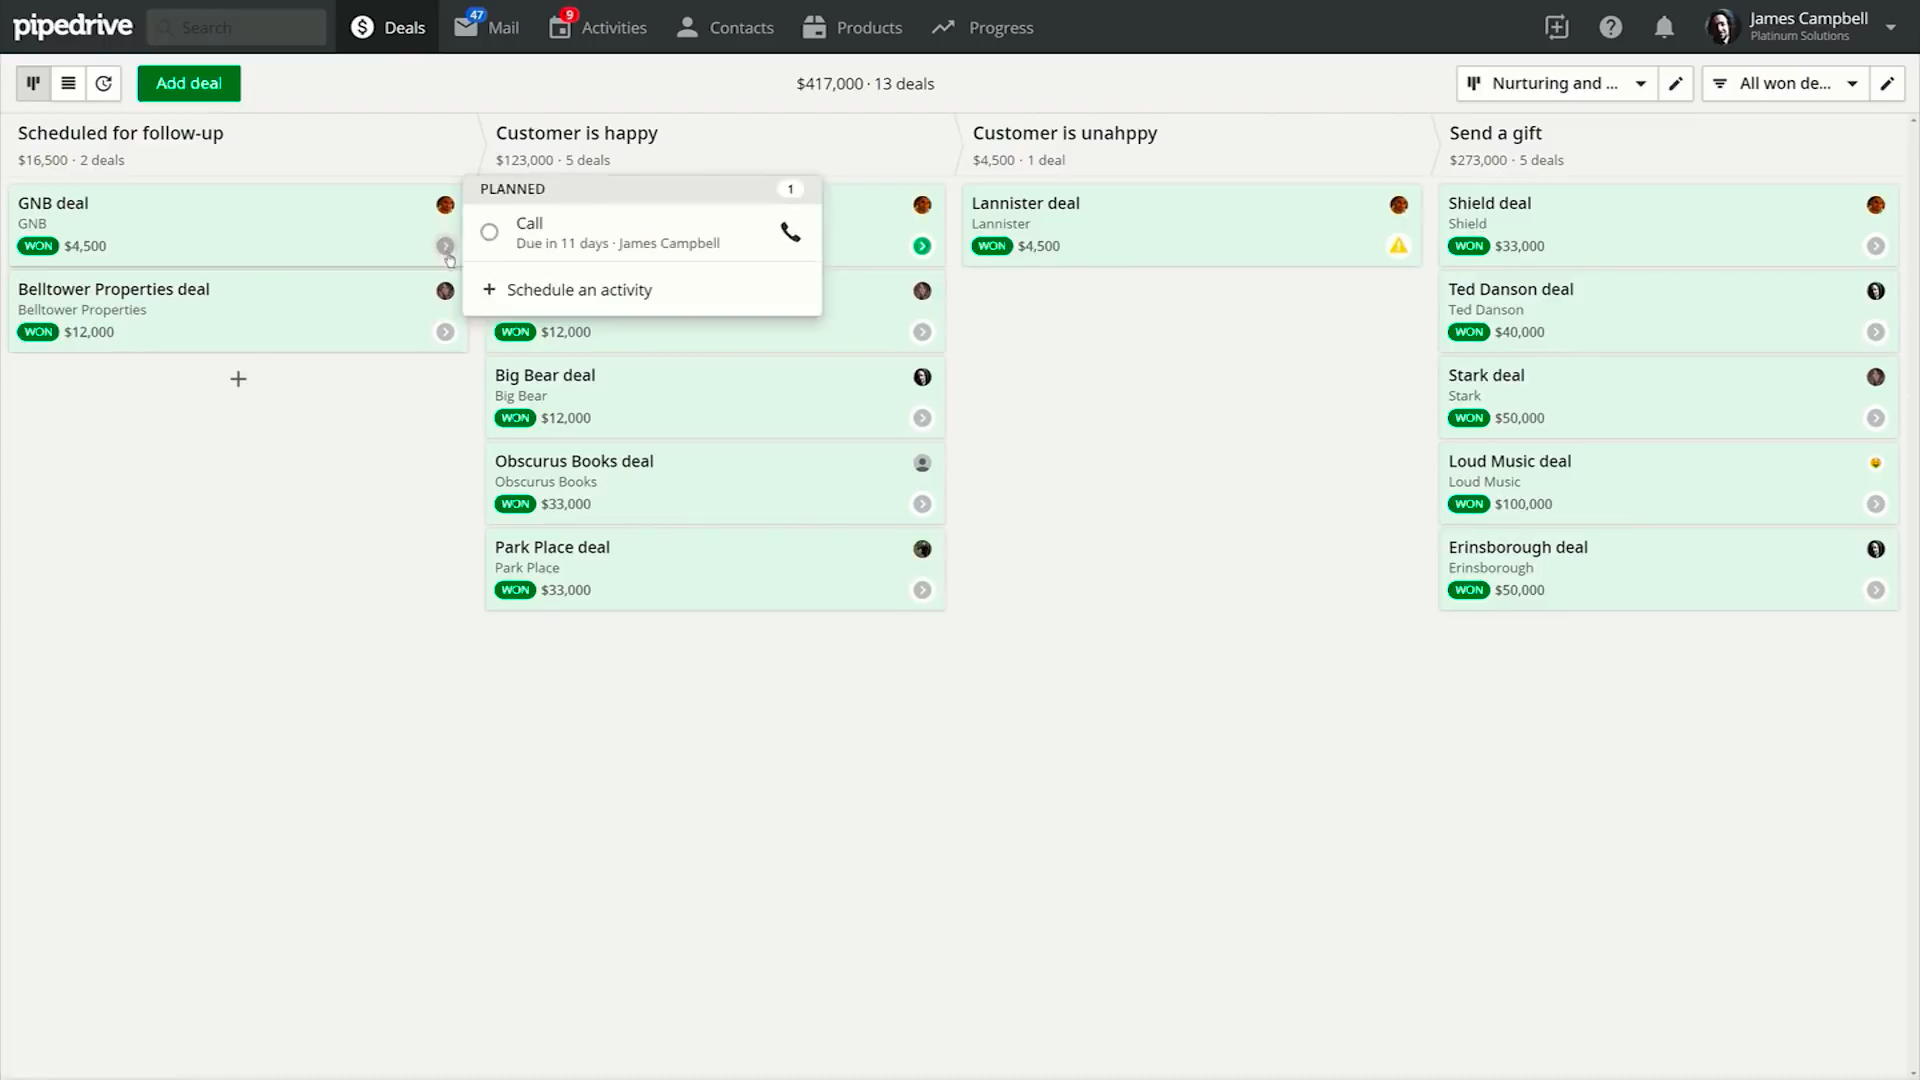 pipedrive
Search
Deals
47
Mail
9
Activities
Contacts
Products
Progress
James Campbell
Platinum Solutions
Add deal
$417,000 · 13 deals
Nurturing and ...
All won de...
Scheduled for follow-up
$16,500 · 2 deals
GNB deal
GNB
WON $4,500
Belltower Properties deal
Belltower Properties
WON $12,000
+
Customer is happy
$123,000 · 5 deals
PLANNED 1
Call
Due in 11 days · James Campbell
+ Schedule an activity
WON $12,000
Big Bear deal
Big Bear
WON $12,000
Obscurus Books deal
Obscurus Books
WON $33,000
Park Place deal
Park Place
WON $33,000
Customer is unahppy
$4,500 · 1 deal
Lannister deal
Lannister
WON $4,500
Send a gift
$273,000 · 5 deals
Shield deal
Shield
WON $33,000
Ted Danson deal
Ted Danson
WON $40,000
Stark deal
Stark
WON $50,000
Loud Music deal
Loud Music
WON $100,000
Erinsborough deal
Erinsborough
WON $50,000